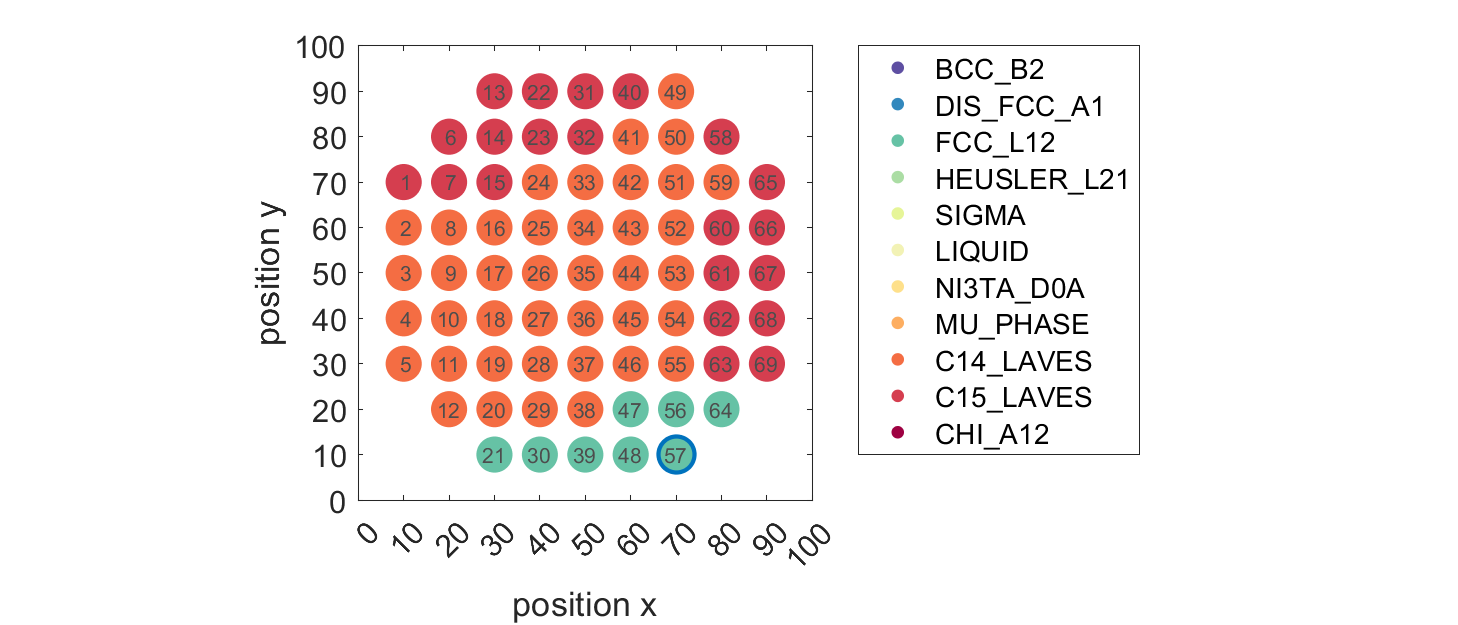 100
90 13 22 31 40 49
80 6 14 23 32 41 50 58
70 1 7 15 24 33 42 51 59 65
60 2 8 16 25 34 43 52 60 66
50 3 9 17 26 35 44 53 61 67
40 4 10 18 27 36 45 54 62 68
30 5 11 19 28 37 46 55 63 69
20 12 20 29 38 47 56 64
10 21 30 39 48 57
0
position y
0 10 20 30 40 50 60 70 80 90 100
position x
BCC_B2
DIS_FCC_A1
FCC_L12
HEUSLER_L21
SIGMA
LIQUID
NI3TA_D0A
MU_PHASE
C14_LAVES
C15_LAVES
CHI_A12